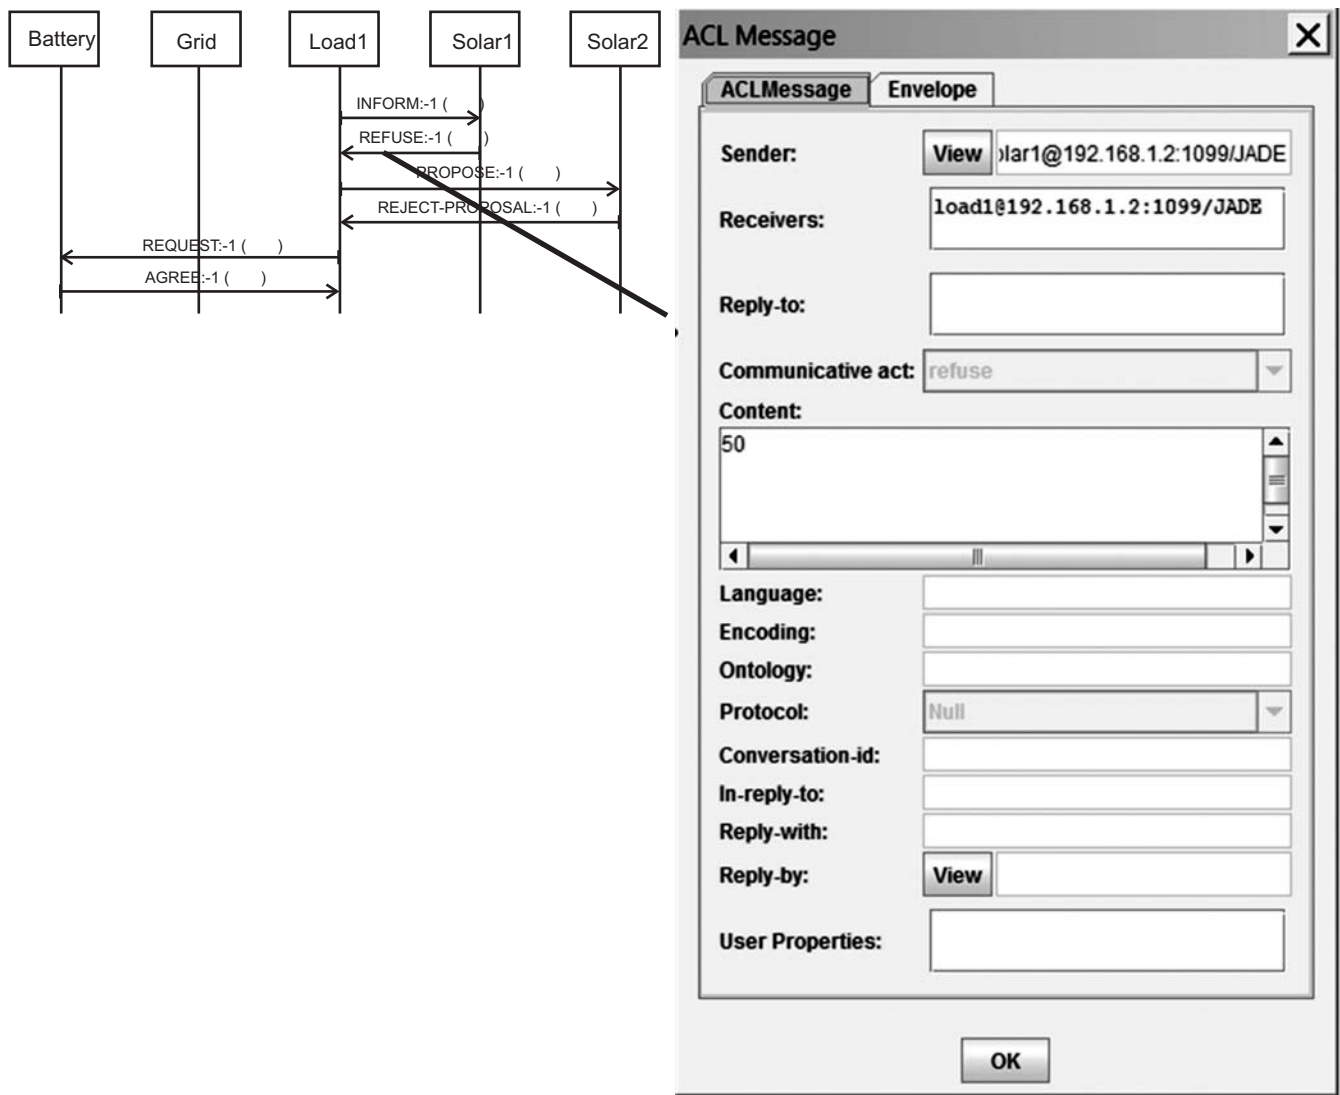 Battery
Grid
Load1
Solar1
Solar2
INFORM:-1 ( )
REFUSE:-1 ( )
PROPOSE:-1 ( )
REJECT-PROPOSAL:-1 ( )
REQUEST:-1 ( )
AGREE:-1 ( )
ACL Message
ACLMessage Envelope
Sender: View olar1@192.168.1.2:1099/JADE
Receivers: load1@192.168.1.2:1099/JADE
Reply-to:
Communicative act: refuse
Content:
50
Language:
Encoding:
Ontology:
Protocol: Null
Conversation-id:
In-reply-to:
Reply-with:
Reply-by: View
User Properties:
OK